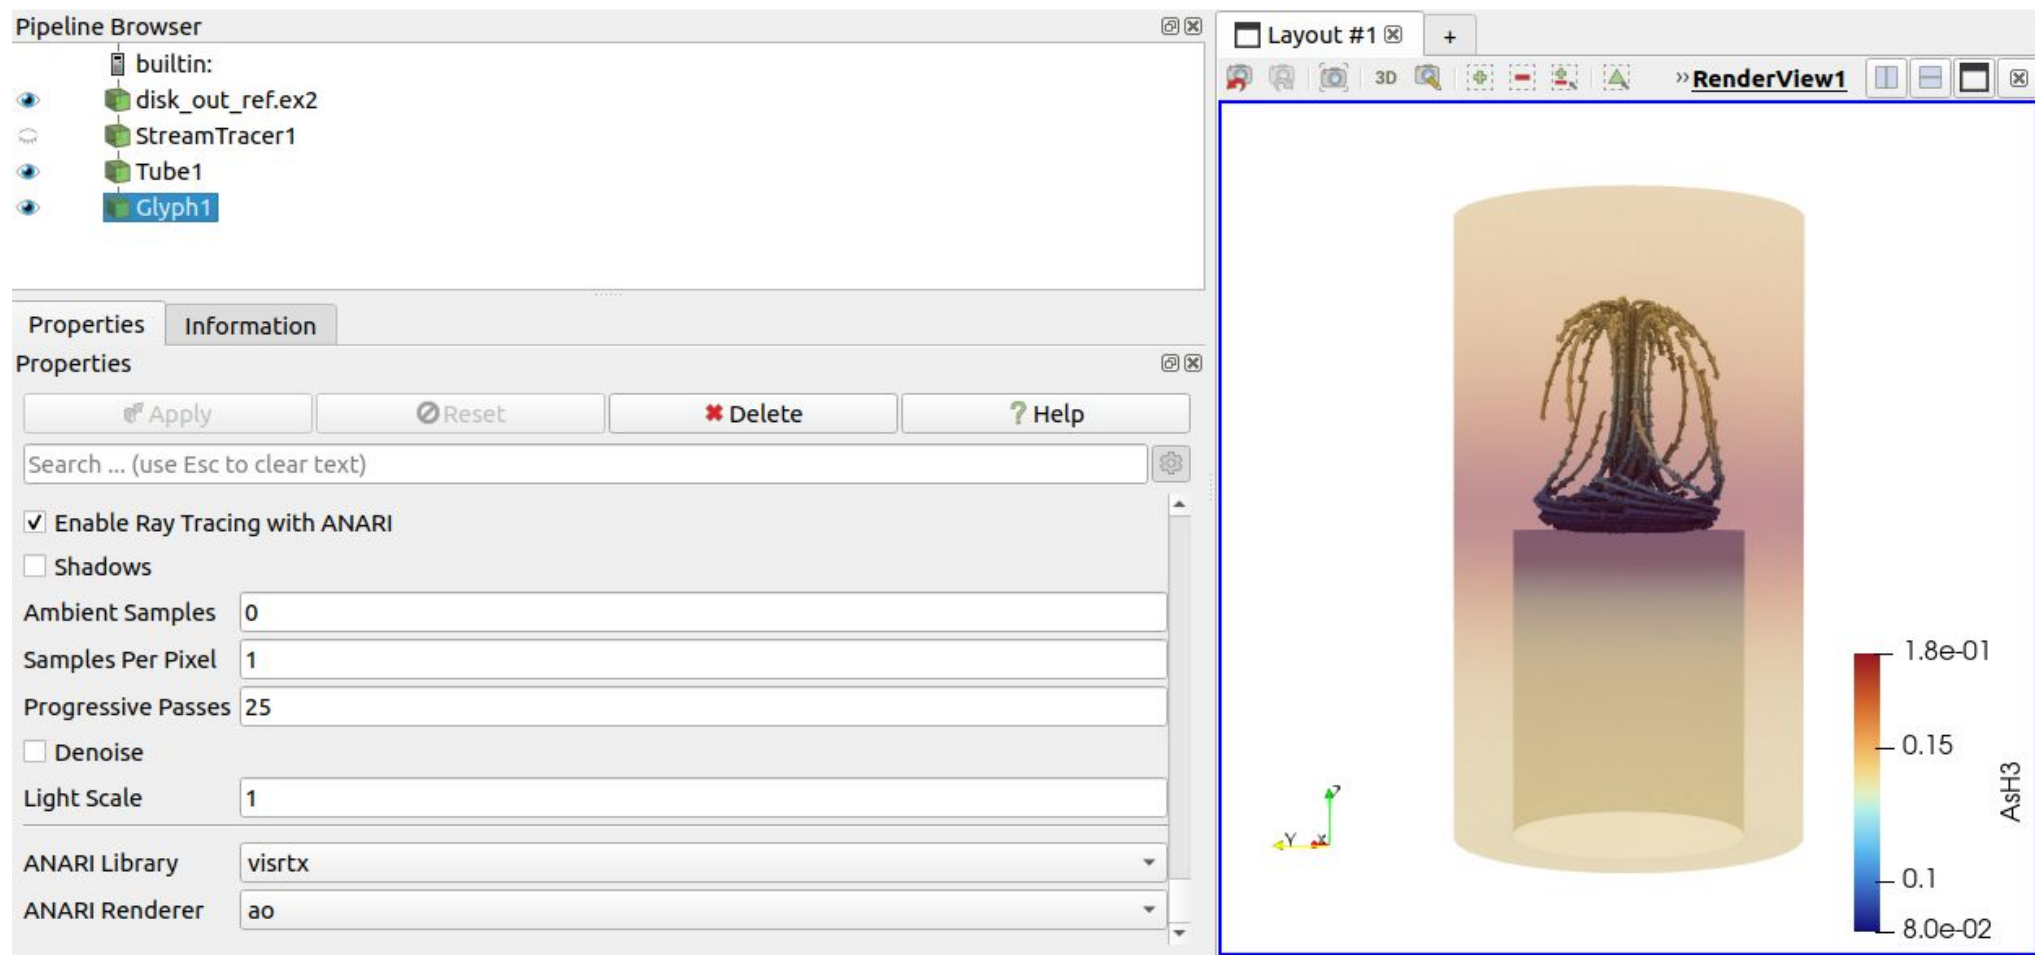 Pipeline Browser
builtin:
disk_out_ref.ex2
StreamTracer1
Tube1
Glyph1
Properties Information
Properties
Apply Reset Delete ? Help
Search ... (use Esc to clear text)
Enable Ray Tracing with ANARI
Shadows
Ambient Samples 0
Samples Per Pixel 1
Progressive Passes 25
Denoise
Light Scale 1
ANARI Library visrtx
ANARI Renderer ao
Layout #1 +
3D » RenderView1
1.8e-01
0.15
0.1
8.0e-02
AsH3
Z
Y X